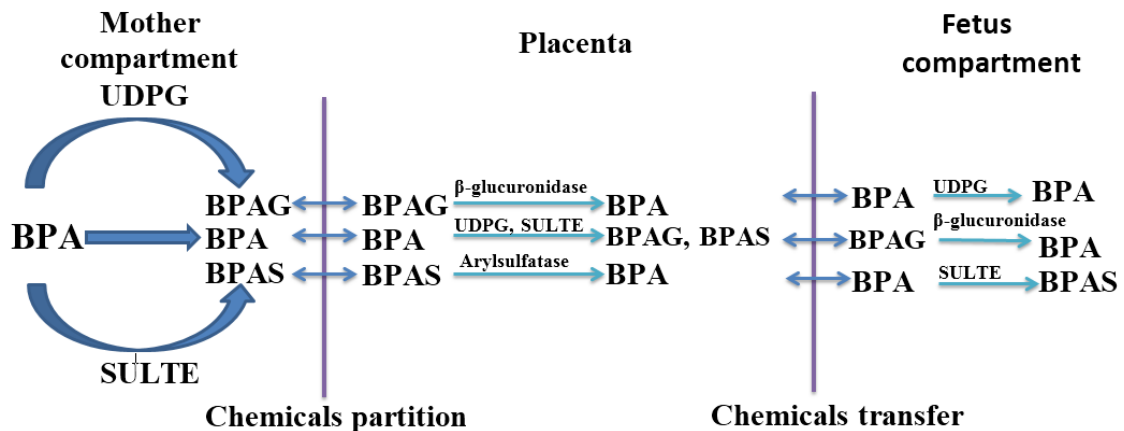 Mother
compartment
UDPG
Placenta
Fetus
compartment
BPA
BPAG
BPA
BPAS
SULTE
BPAG β-glucuronidase BPA
BPA UDPG, SULTE BPAG, BPAS
BPAS Arylsulfatase BPA
BPA UDPG BPA
BPAG β-glucuronidase BPA
BPA SULTE BPAS
Chemicals partition
Chemicals transfer